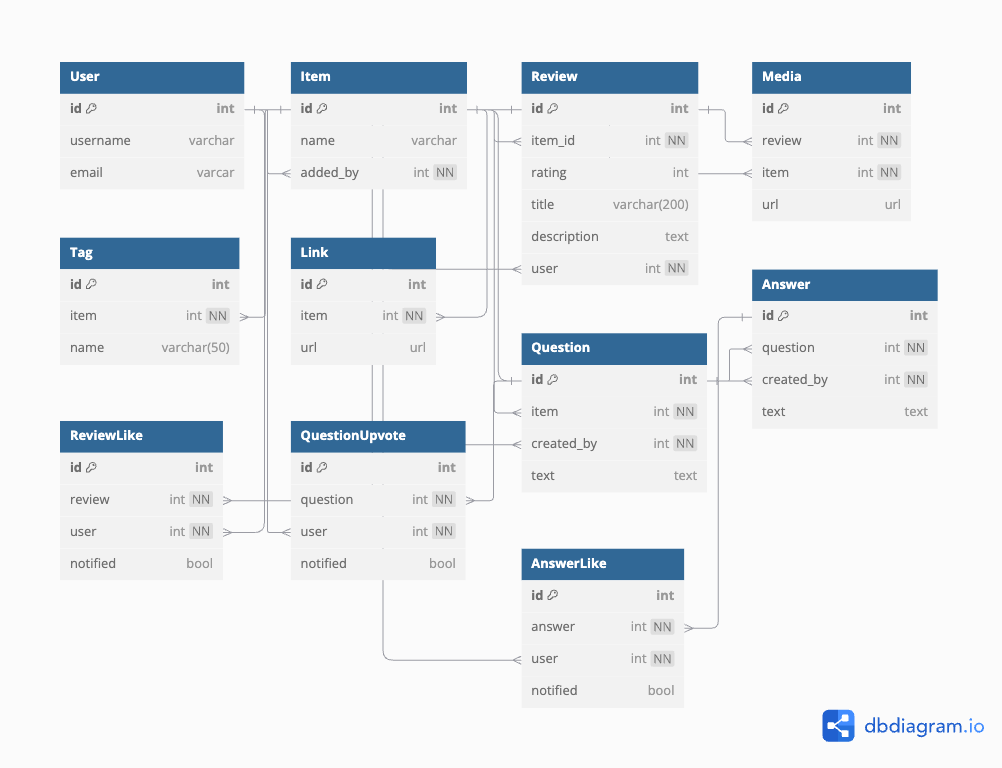 User
id int
username varchar
email varcar
Item
id int
name varchar
added_by int NN
Review
id int
item_id int NN
rating int
title varchar(200)
description text
user int NN
Media
id int
review int NN
item int NN
url url
Tag
id int
item int NN
name varchar(50)
Link
id int
item int NN
url url
Question
id int
item int NN
created_by int NN
text text
Answer
id int
question int NN
created_by int NN
text text
ReviewLike
id int
review int NN
user int NN
notified bool
QuestionUpvote
id int
question int NN
user int NN
notified bool
AnswerLike
id int
answer int NN
user int NN
notified bool
dbdiagram.io